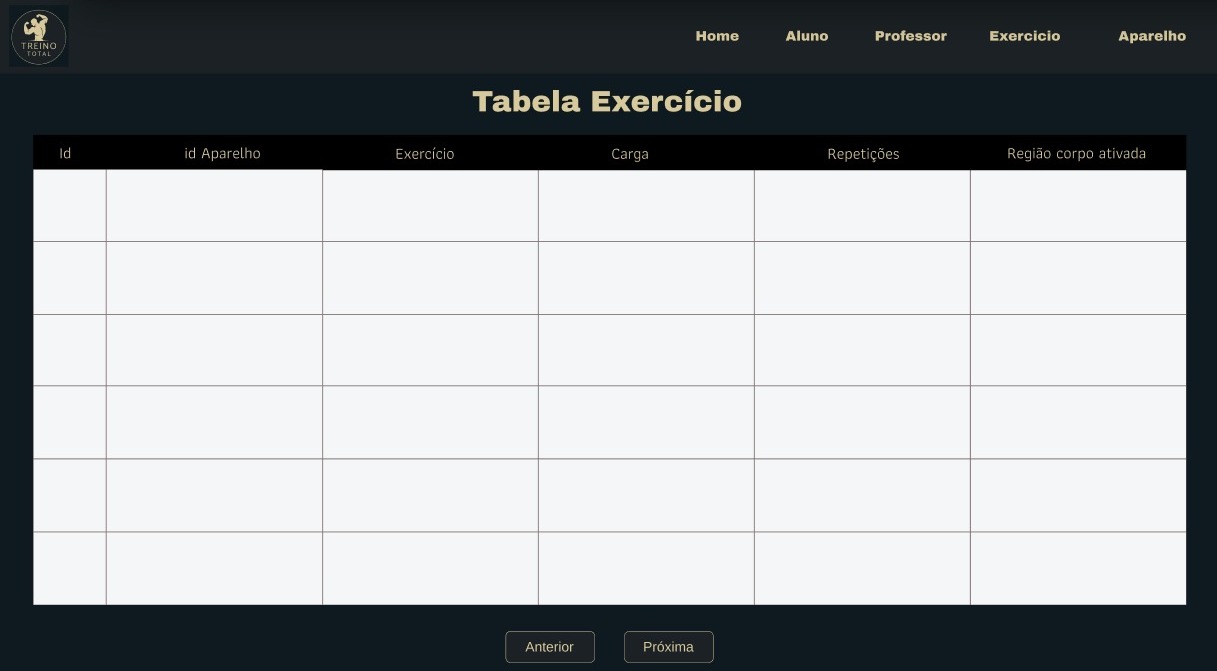 TREINO
TOTAL
Home Aluno Professor Exercicio Aparelho
Tabela Exercício
Id id Aparelho Exercício Carga Repetições Região corpo ativada
Anterior Próxima